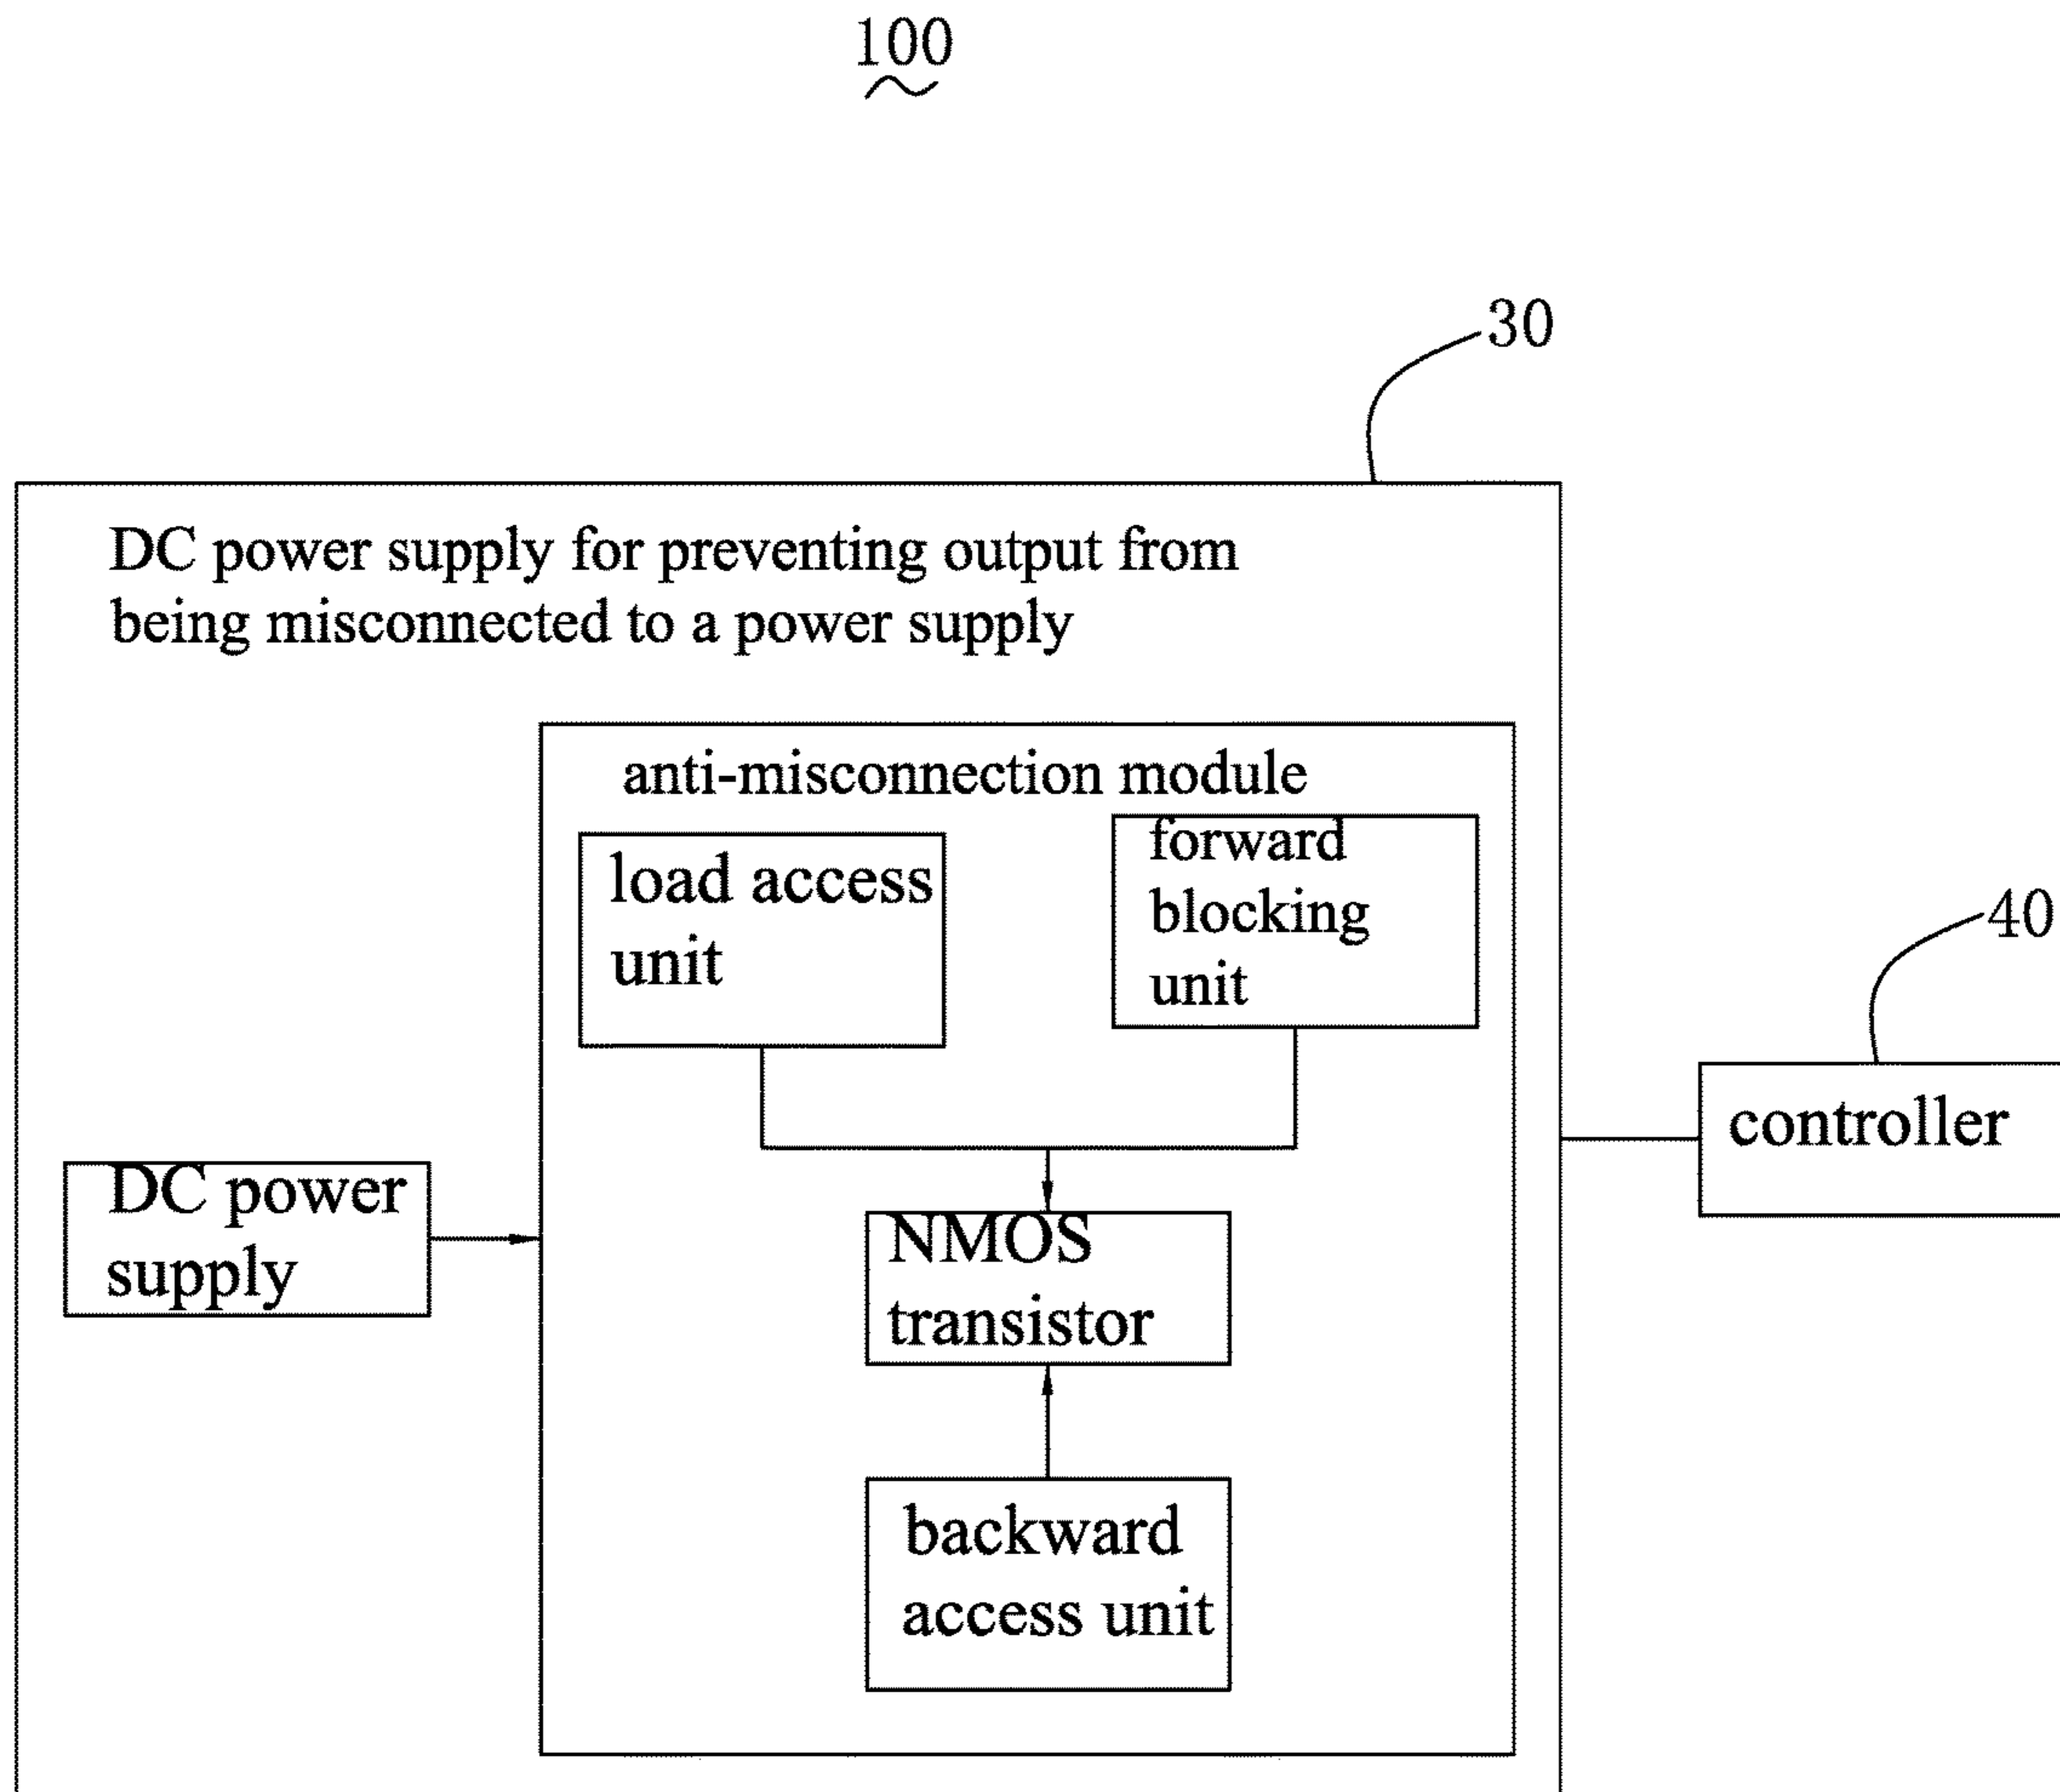 100
30
DC power supply for preventing output from
being misconnected to a power supply
anti-misconnection module
load access
unit
forward
blocking
unit
40
controller
DC power
supply
NMOS
transistor
backward
access unit